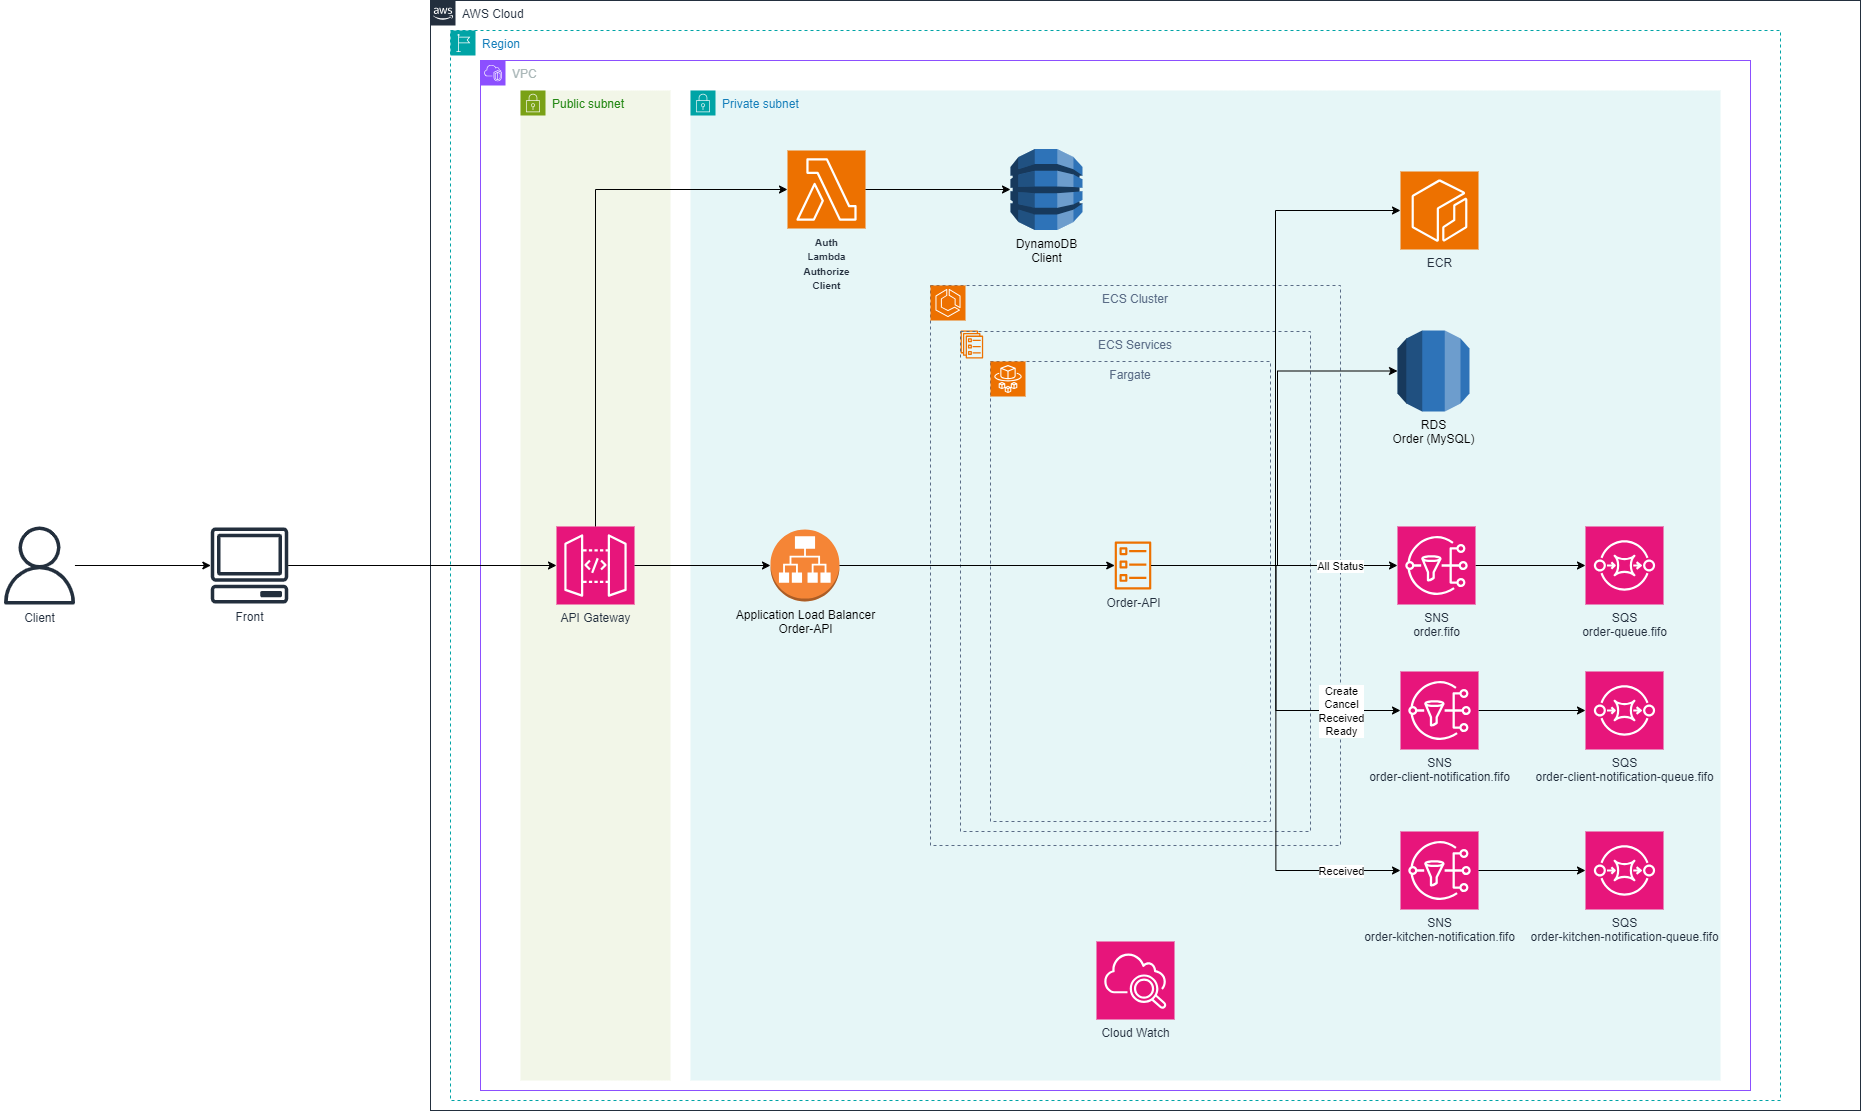 aws
AWS Cloud
Region
VPC
Public subnet
Private subnet
Auth
Lambda
Authorize
Client
DynamoDB
Client
ECR
ECS Cluster
ECS Services
Fargate
RDS
Order (MySQL)
Client
Front
</>
API Gateway
Application Load Balancer
Order-API
Order-API
All Status
SNS
order.fifo
SQS
order-queue.fifo
Create
Cancel
Received
Ready
SNS
order-client-notification.fifo
SQS
order-client-notification-queue.fifo
Received
SNS
order-kitchen-notification.fifo
SQS
order-kitchen-notification-queue.fifo
Cloud Watch